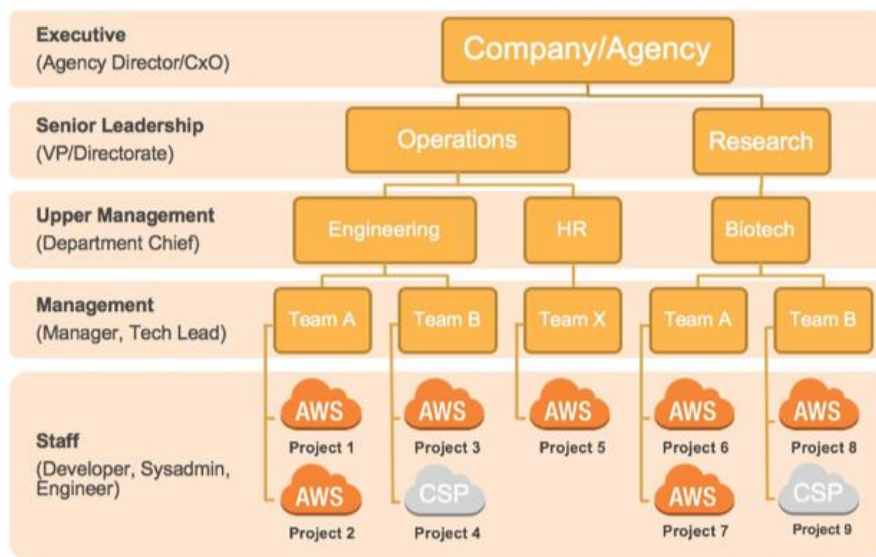 Executive
(Agency Director/CxO)
Company/Agency
Senior Leadership
(VP/Directorate)
Operations
Research
Upper Management
(Department Chief)
Engineering
HR
Biotech
Management
(Manager, Tech Lead)
Team A
Team B
Team X
Team A
Team B
Staff
(Developer, Sysadmin,
Engineer)
AWS
Project 1
AWS
Project 3
AWS
Project 5
AWS
Project 6
AWS
Project 8
AWS
Project 2
CSP
Project 4
AWS
Project 7
CSP
Project 9